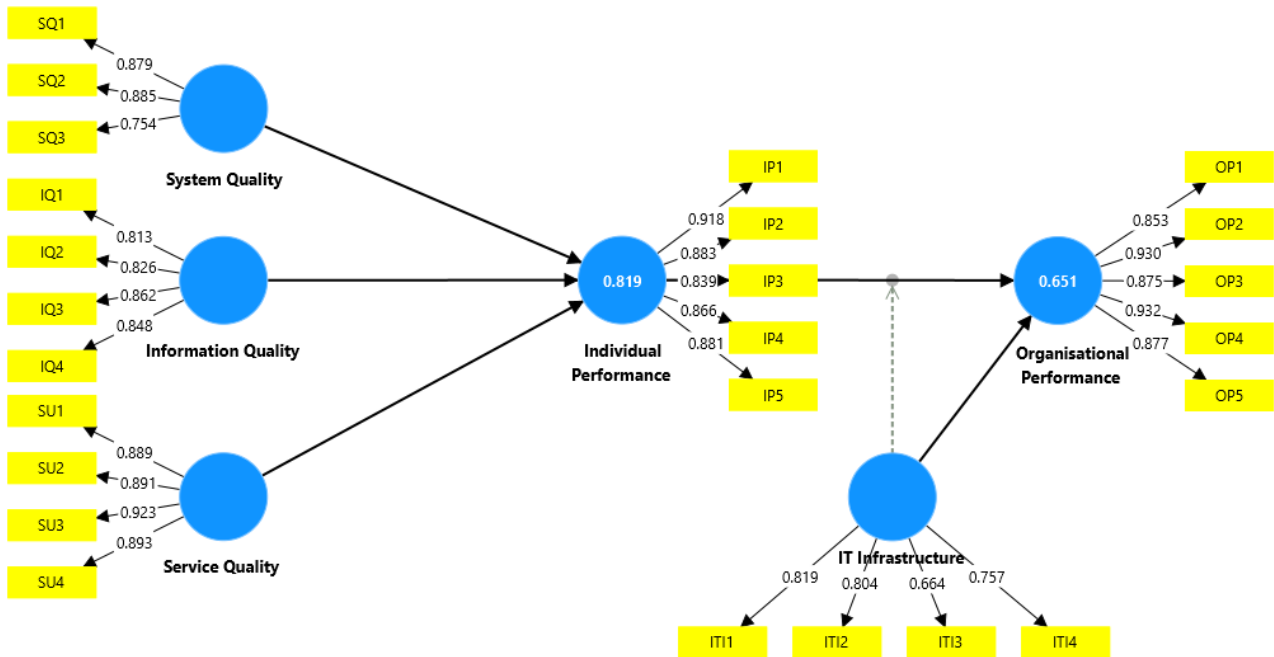 SQ1
0.879
SQ2
0.885
SQ3
0.754
System Quality
IQ1
0.813
IQ2
0.826
IQ3
0.862
0.848
IQ4
Information Quality
SU1
0.889
SU2
0.891
SU3
0.923
0.893
SU4
Service Quality
0.819
Individual
Performance
IP1
0.918
IP2
0.883
0.839
IP3
0.866
IP4
0.881
IP5
0.651
Organisational
Performance
OP1
0.853
OP2
0.930
0.875
OP3
0.932
OP4
0.877
OP5
IT Infrastructure
0.819
0.804
0.664
0.757
ITI1
ITI2
ITI3
ITI4